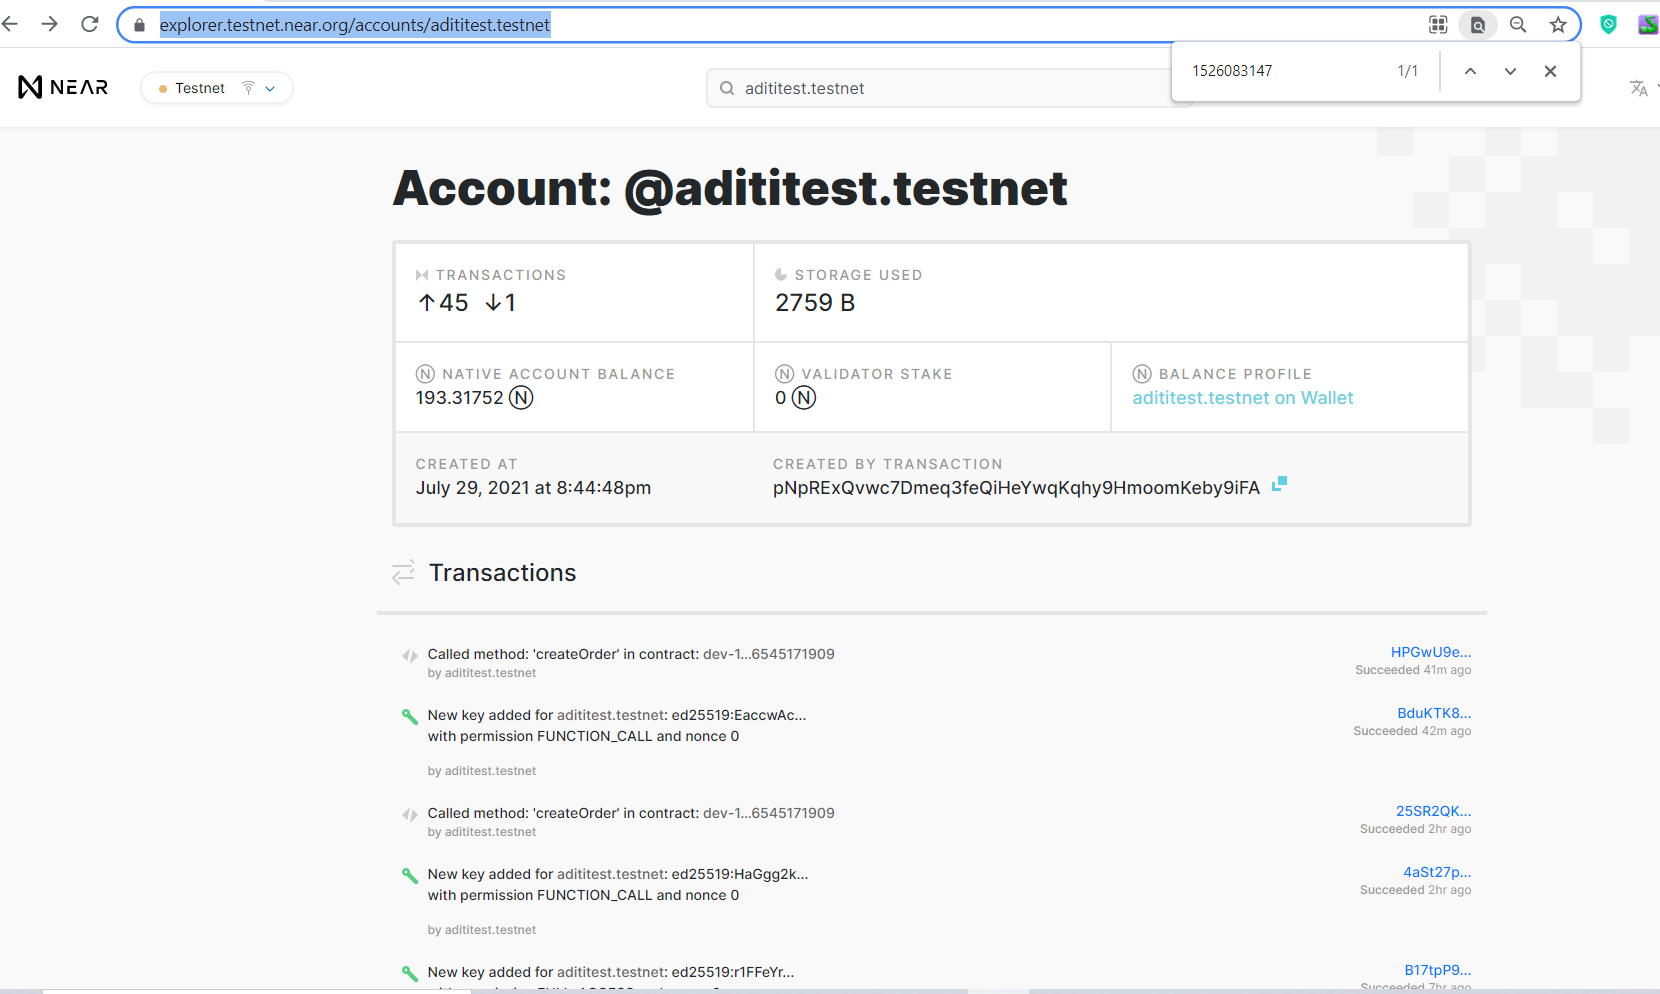 explorer.testnet.near.org/accounts/adititest.testnet
1526083147 1/1
NEAR
Testnet
adititest.testnet
Account: @adititest.testnet
TRANSACTIONS
↑45 ↓1
STORAGE USED
2759 B
NATIVE ACCOUNT BALANCE
193.31752 Ⓝ
VALIDATOR STAKE
0 Ⓝ
BALANCE PROFILE
adititest.testnet on Wallet
CREATED AT
July 29, 2021 at 8:44:48pm
CREATED BY TRANSACTION
pNpRExQvwc7Dmeq3feQiHeYwqKqhy9HmoomKeby9iFA
Transactions
Called method: 'createOrder' in contract: dev-1...6545171909
by adititest.testnet
HPGwU9e...
Succeeded 41m ago
New key added for adititest.testnet: ed25519:EaccwAc...
with permission FUNCTION_CALL and nonce 0
by adititest.testnet
BduKTK8...
Succeeded 42m ago
Called method: 'createOrder' in contract: dev-1...6545171909
by adititest.testnet
25SR2QK...
Succeeded 2hr ago
New key added for adititest.testnet: ed25519:HaGgg2k...
with permission FUNCTION_CALL and nonce 0
by adititest.testnet
4aSt27p...
Succeeded 2hr ago
New key added for adititest.testnet: ed25519:r1FFeYr...
B17tpP9...
Succeeded 7hr ago